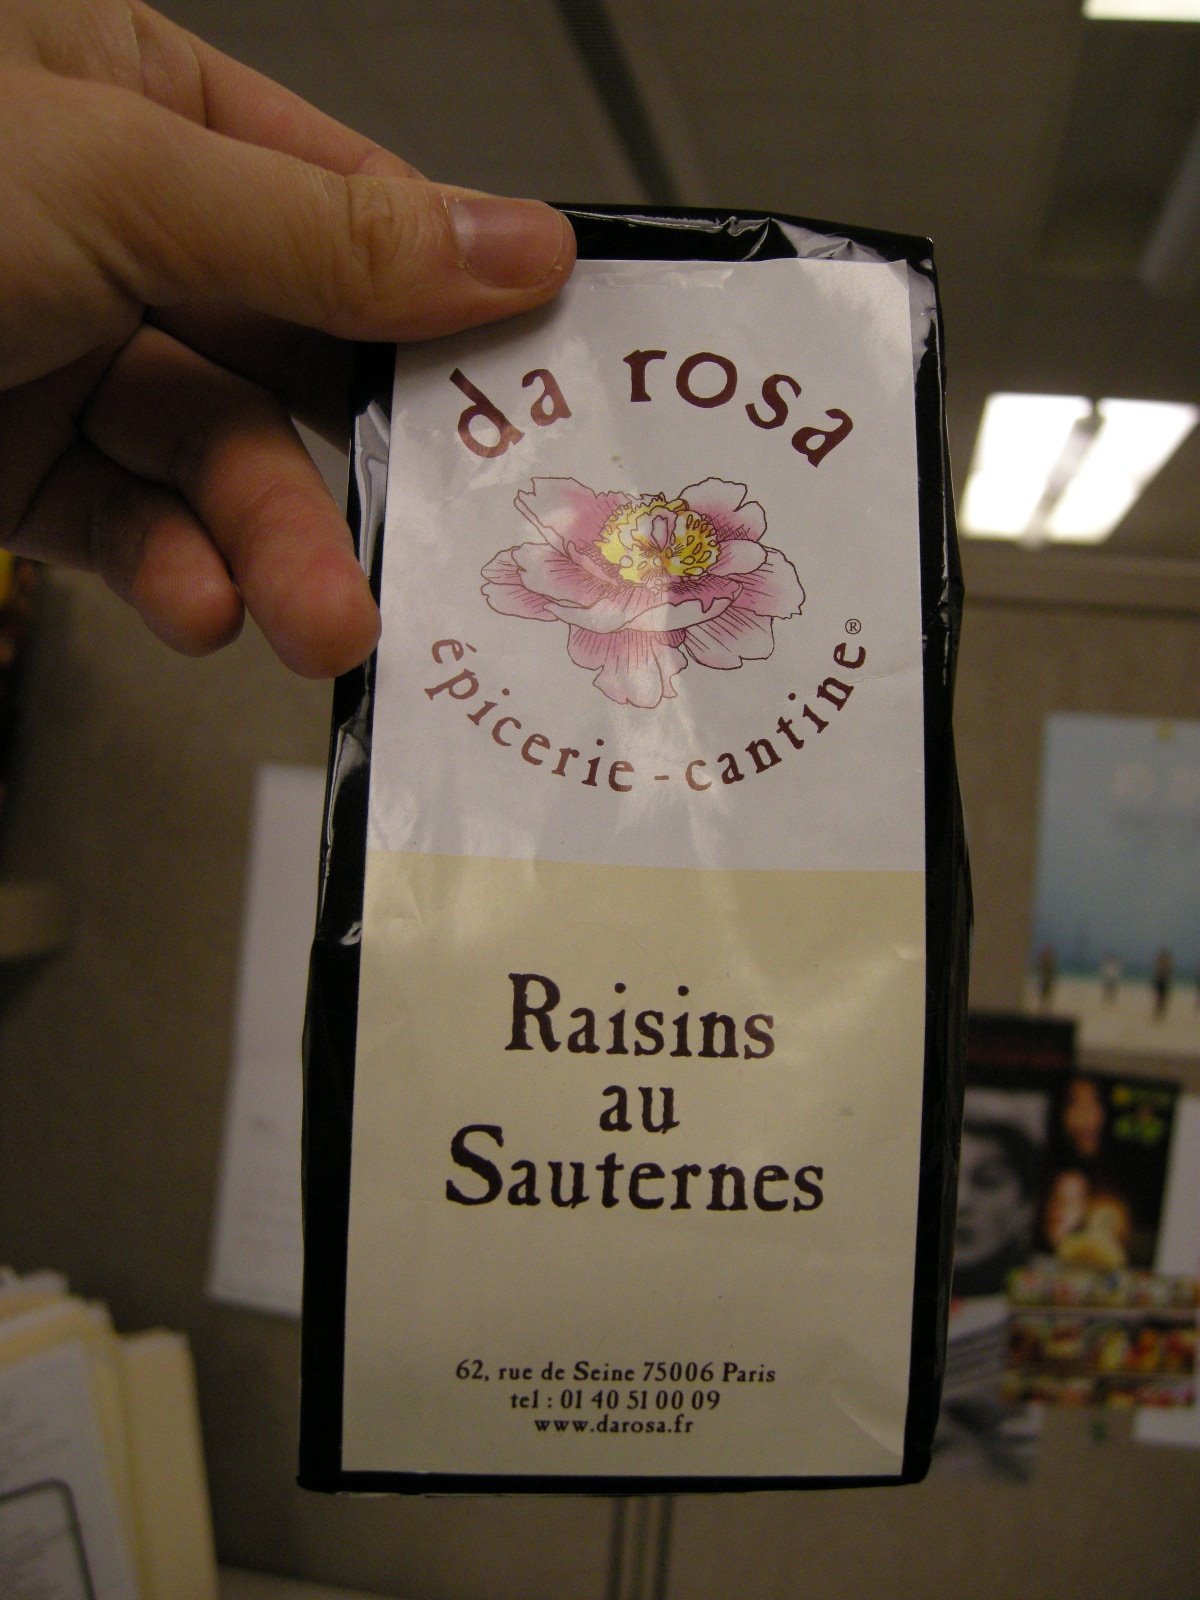 da rosa
épicerie - cantine®
Raisins
au
Sauternes
62, rue de Seine 75006 Paris
tel : 01 40 51 00 09
www.darosa.fr